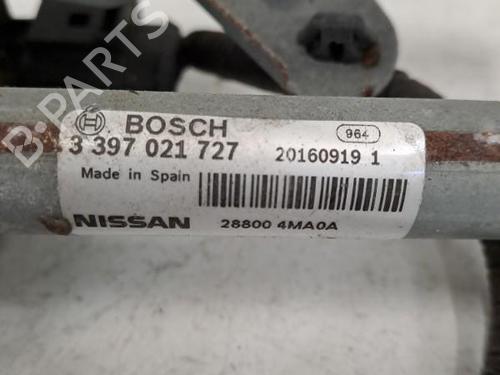 BOSCH
964
3 397 021 727 20160919 1
Made in Spain
NISSAN 28800 4MA0A
B-PARTS